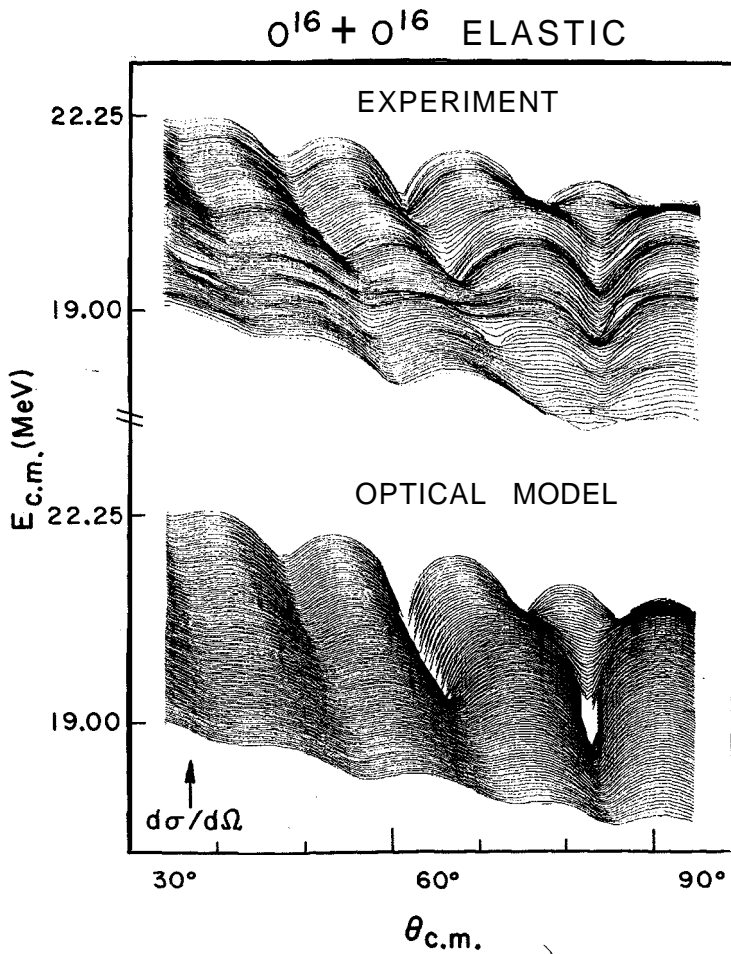 O¹⁶ + O¹⁶ ELASTIC
EXPERIMENT
22.25
19.00
E c.m. (MeV)
OPTICAL MODEL
22.25
19.00
dσ/dΩ
30° 60° 90°
θc.m.